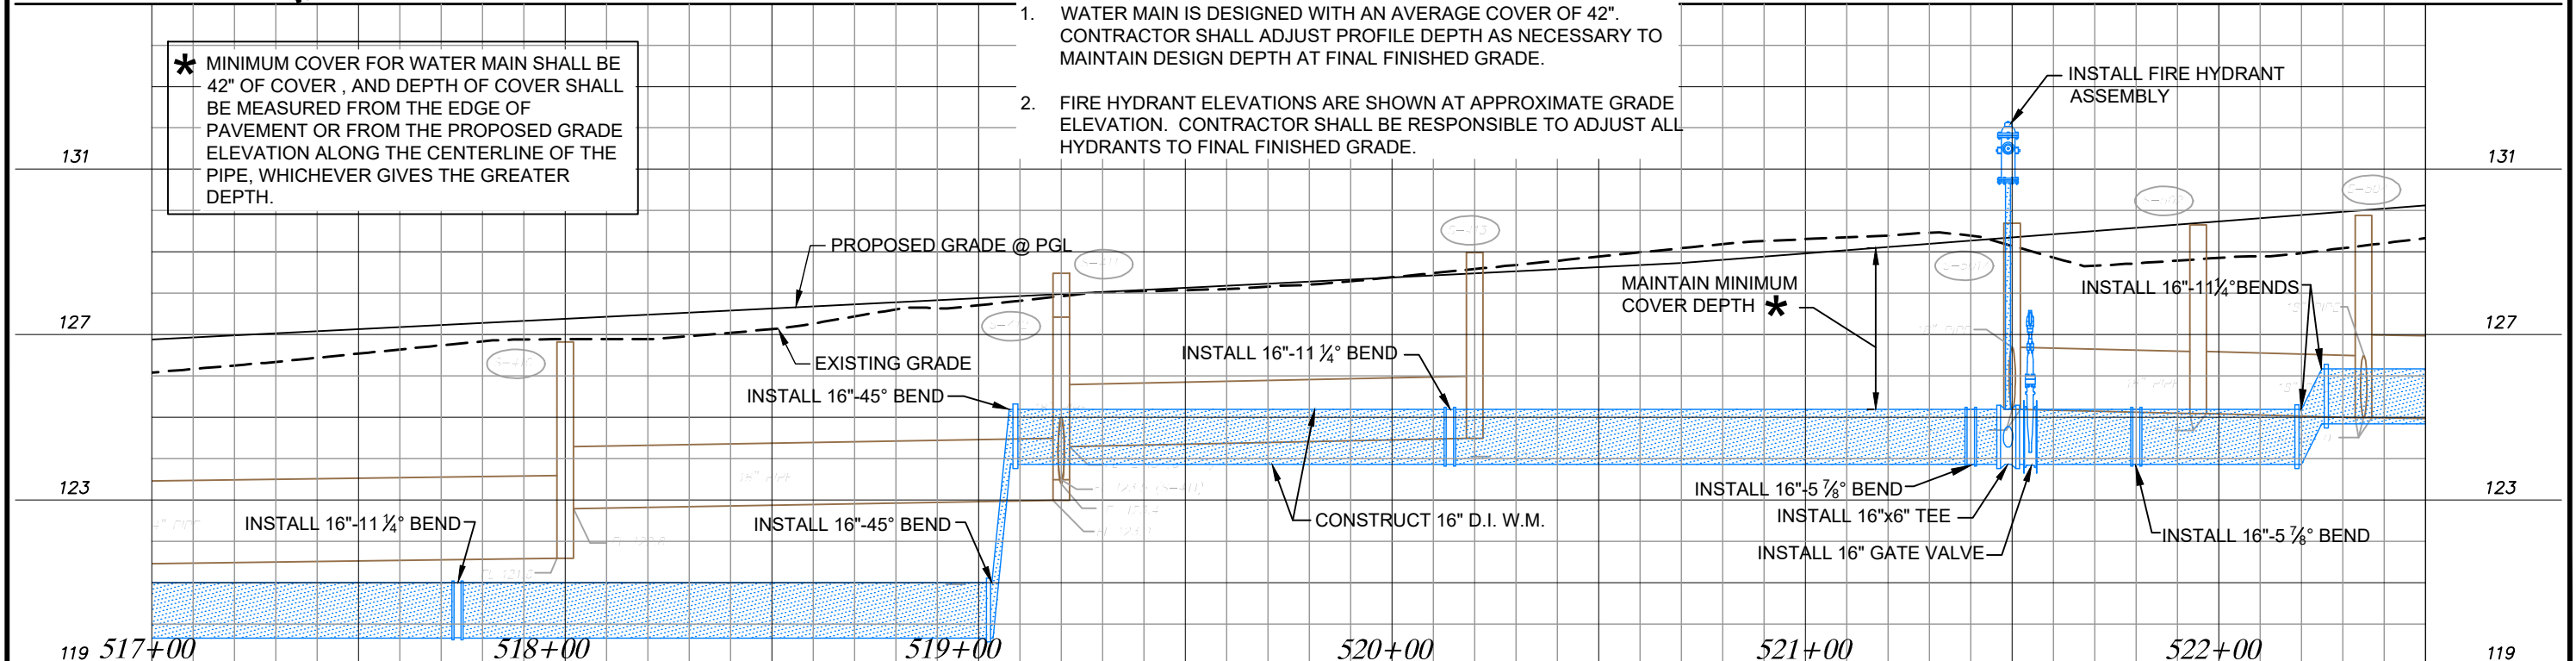 1. WATER MAIN IS DESIGNED WITH AN AVERAGE COVER OF 42".
CONTRACTOR SHALL ADJUST PROFILE DEPTH AS NECESSARY TO
MAINTAIN DESIGN DEPTH AT FINAL FINISHED GRADE.
2. FIRE HYDRANT ELEVATIONS ARE SHOWN AT APPROXIMATE GRADE
ELEVATION. CONTRACTOR SHALL BE RESPONSIBLE TO ADJUST ALL
HYDRANTS TO FINAL FINISHED GRADE.
* MINIMUM COVER FOR WATER MAIN SHALL BE
42" OF COVER , AND DEPTH OF COVER SHALL
BE MEASURED FROM THE EDGE OF
PAVEMENT OR FROM THE PROPOSED GRADE
ELEVATION ALONG THE CENTERLINE OF THE
PIPE, WHICHEVER GIVES THE GREATER
DEPTH.
INSTALL FIRE HYDRANT
ASSEMBLY
131
131
PROPOSED GRADE @ PGL
MAINTAIN MINIMUM
COVER DEPTH *
INSTALL 16"-11 ¼° BENDS
127
127
EXISTING GRADE
INSTALL 16"-11 ¼° BEND
INSTALL 16"-45° BEND
INSTALL 16"-5 ⅞° BEND
123
123
INSTALL 16"-11 ¼° BEND
INSTALL 16"-45° BEND
CONSTRUCT 16" D.I. W.M.
INSTALL 16"x6" TEE
INSTALL 16"-5 ⅞° BEND
INSTALL 16" GATE VALVE
119
517+00
518+00
519+00
520+00
521+00
522+00
119